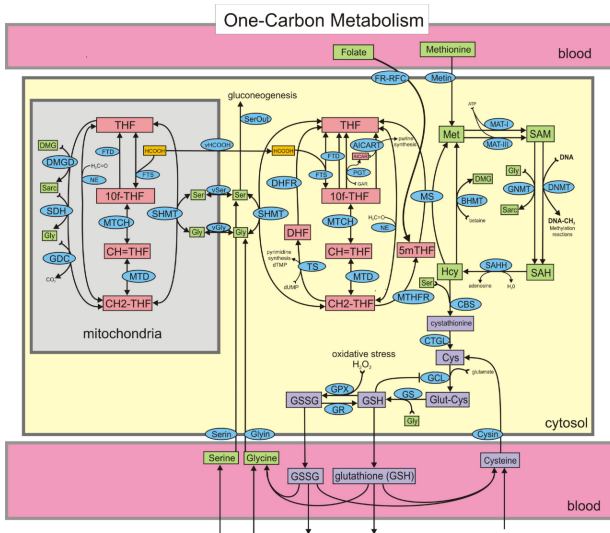 One-Carbon Metabolism
Folate
Methionine
blood
FR-RFC
Metin
gluconeogenesis
SerOut
THF
DMG
DMGD
H₂C=O
NE
FTD
FTS
HCOOH
vHCOOH
HCOOH
Sarc
10f-THF
SDH
MTCH
SHMT
Gly
CH=THF
GDC
MTD
CO₂
CH2-THF
mitochondria
Ser
vSer
Ser
Gly
vGly
Gly
SHMT
THF
AICART
purine
synthesis
FTD
AICAR
PGT
GAR
FTS
DHFR
10f-THF
MTCH
H₂C=O
NE
DHF
CH=THF
pyrimidine
synthesis
dTMP
TS
MTD
dUMP
CH2-THF
MS
5mTHF
MTHFR
ATP
MAT-I
MAT-III
Met
SAM
DMG
BHMT
betaine
Gly
GNMT
Sarc
DNA
DNMT
DNA-CH₃
Methylation
reactions
Hcy
SAHH
SAH
adenosine
H₂O
Ser
CBS
cystathionine
CTGL
Cys
oxidative stress
H₂O₂
GPX
GCL
glutamate
GSSG
GR
GSH
GS
Glut-Cys
Gly
cytosol
Serin
Glyin
Cysin
Serine
Glycine
GSSG
glutathione (GSH)
Cysteine
blood